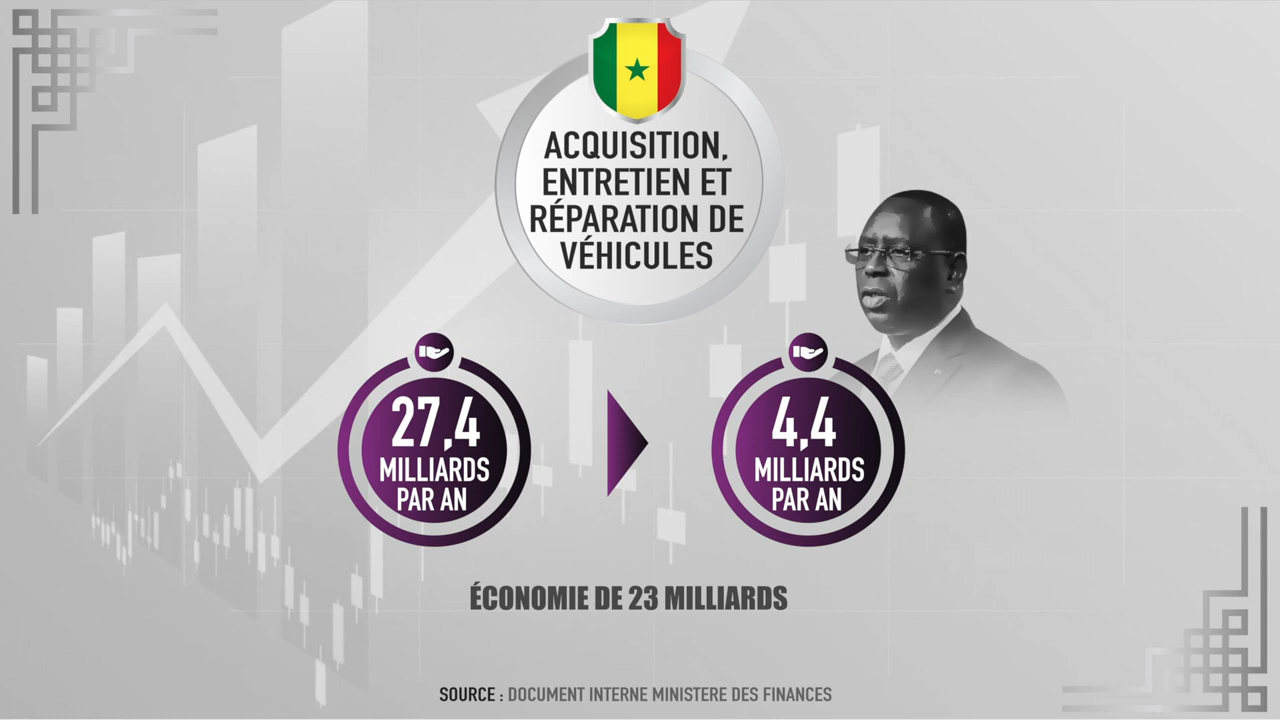 ACQUISITION,
ENTRETIEN ET
RÉPARATION DE
VÉHICULES
27,4
MILLIARDS
PAR AN
4,4
MILLIARDS
PAR AN
ÉCONOMIE DE 23 MILLIARDS
SOURCE : DOCUMENT INTERNE MINISTERE DES FINANCES